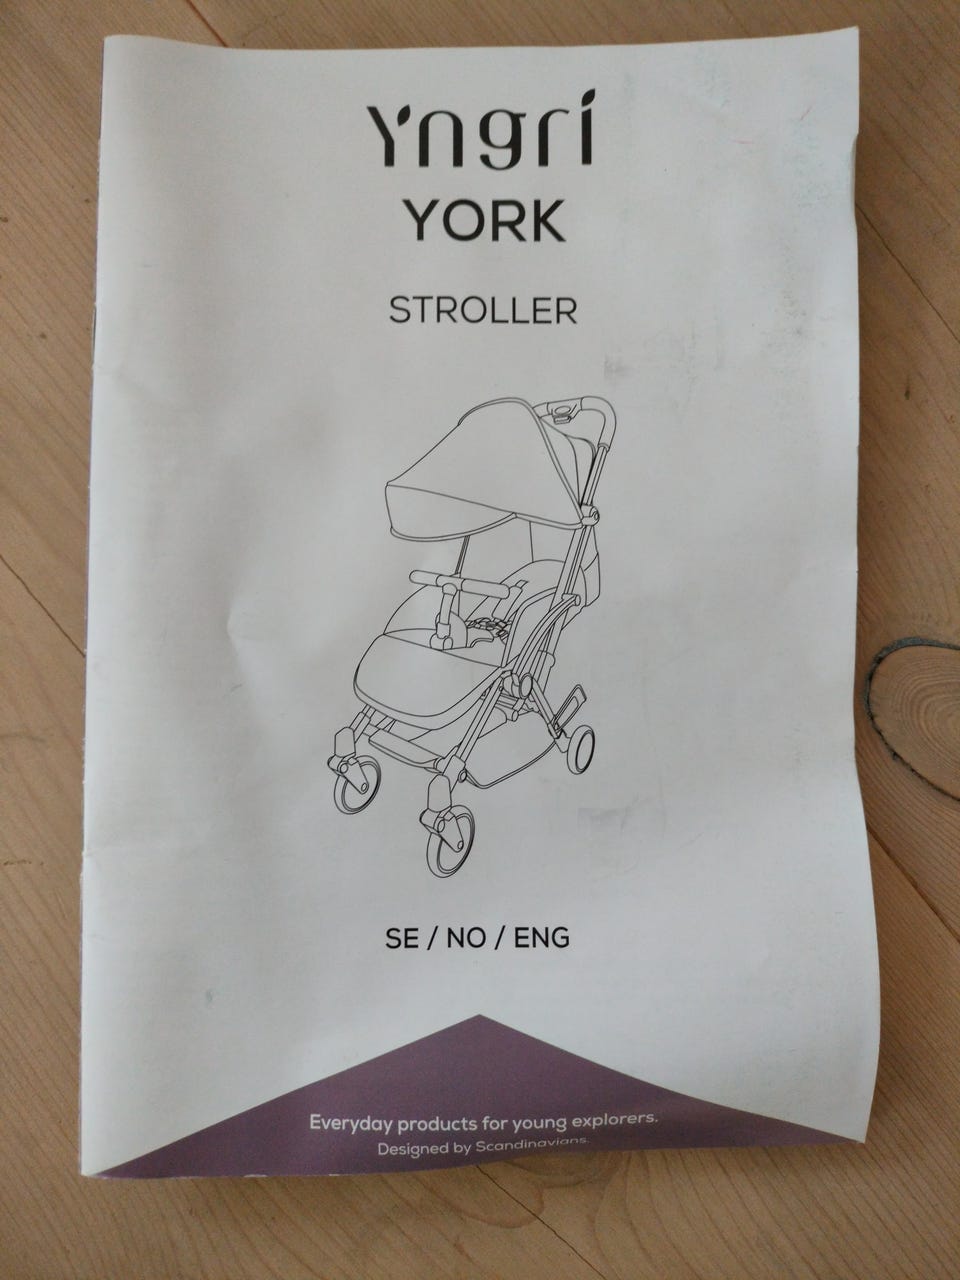 Yngri
YORK
STROLLER
SE / NO / ENG
Everyday products for young explorers.
Designed by Scandinavians.